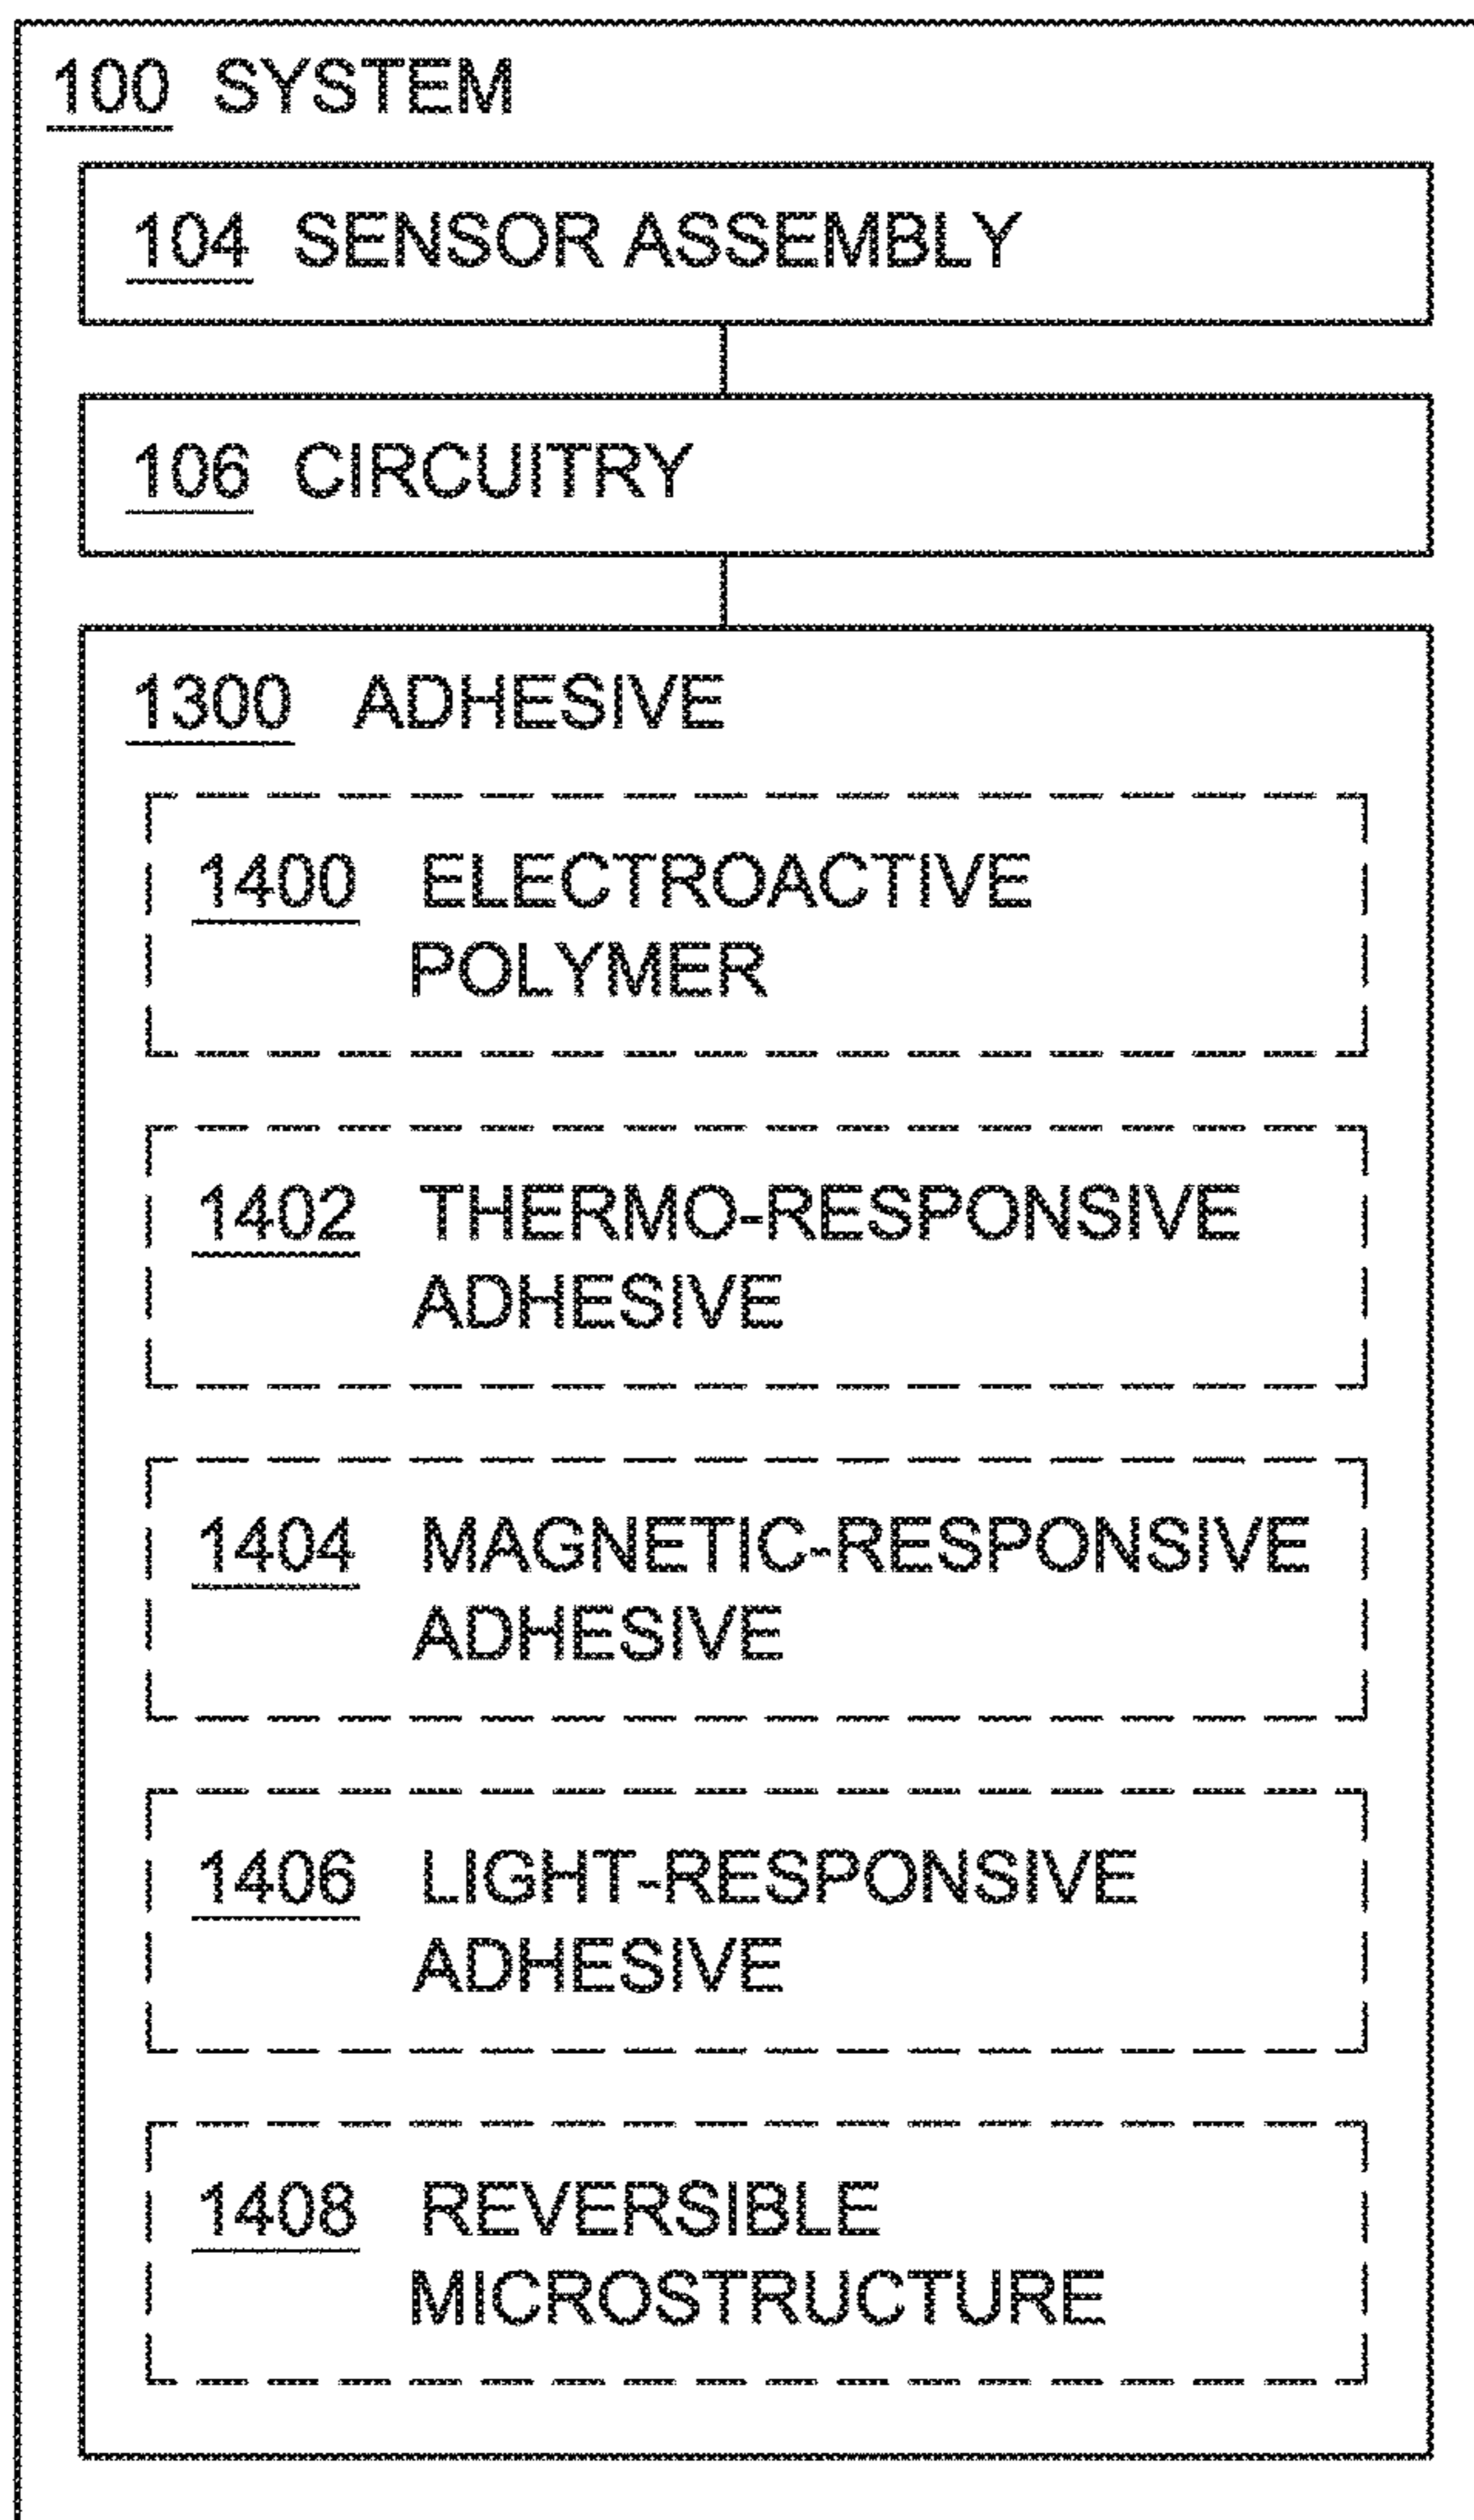 100 SYSTEM
104 SENSOR ASSEMBLY
106 CIRCUITRY
1300 ADHESIVE
1400 ELECTROACTIVE
POLYMER
1402 THERMO-RESPONSIVE
ADHESIVE
1404 MAGNETIC-RESPONSIVE
ADHESIVE
1406 LIGHT-RESPONSIVE
ADHESIVE
1408 REVERSIBLE
MICROSTRUCTURE